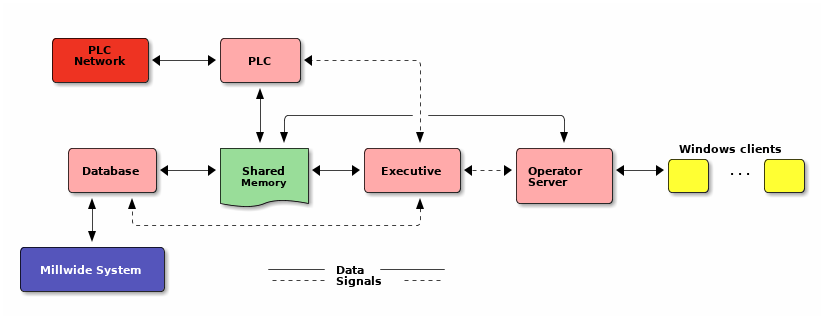 PLC
Network
PLC
Windows clients
Database
Shared
Memory
Executive
Operator
Server
. . .
Millwide System
Data
Signals